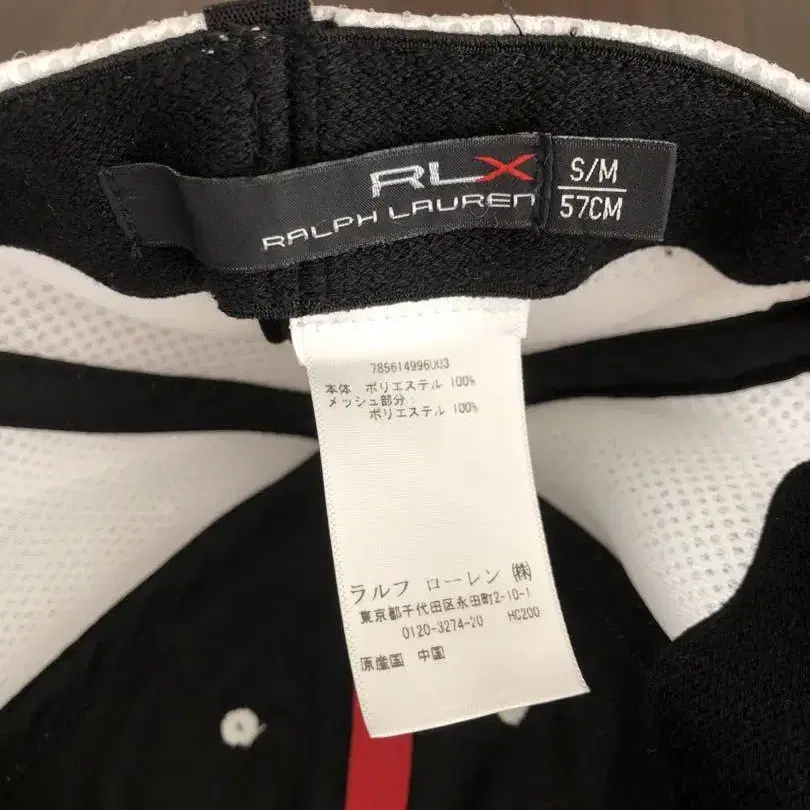 RLX
RALPH LAUREN
S/M
57CM
785614996003
本体 ポリエステル 100%
メッシュ部分:
ポリエステル 100%
ラルフ ローレン ㈱
東京都千代田区永田町2-10-1
0120-3274-20 HC200
原産国 中国